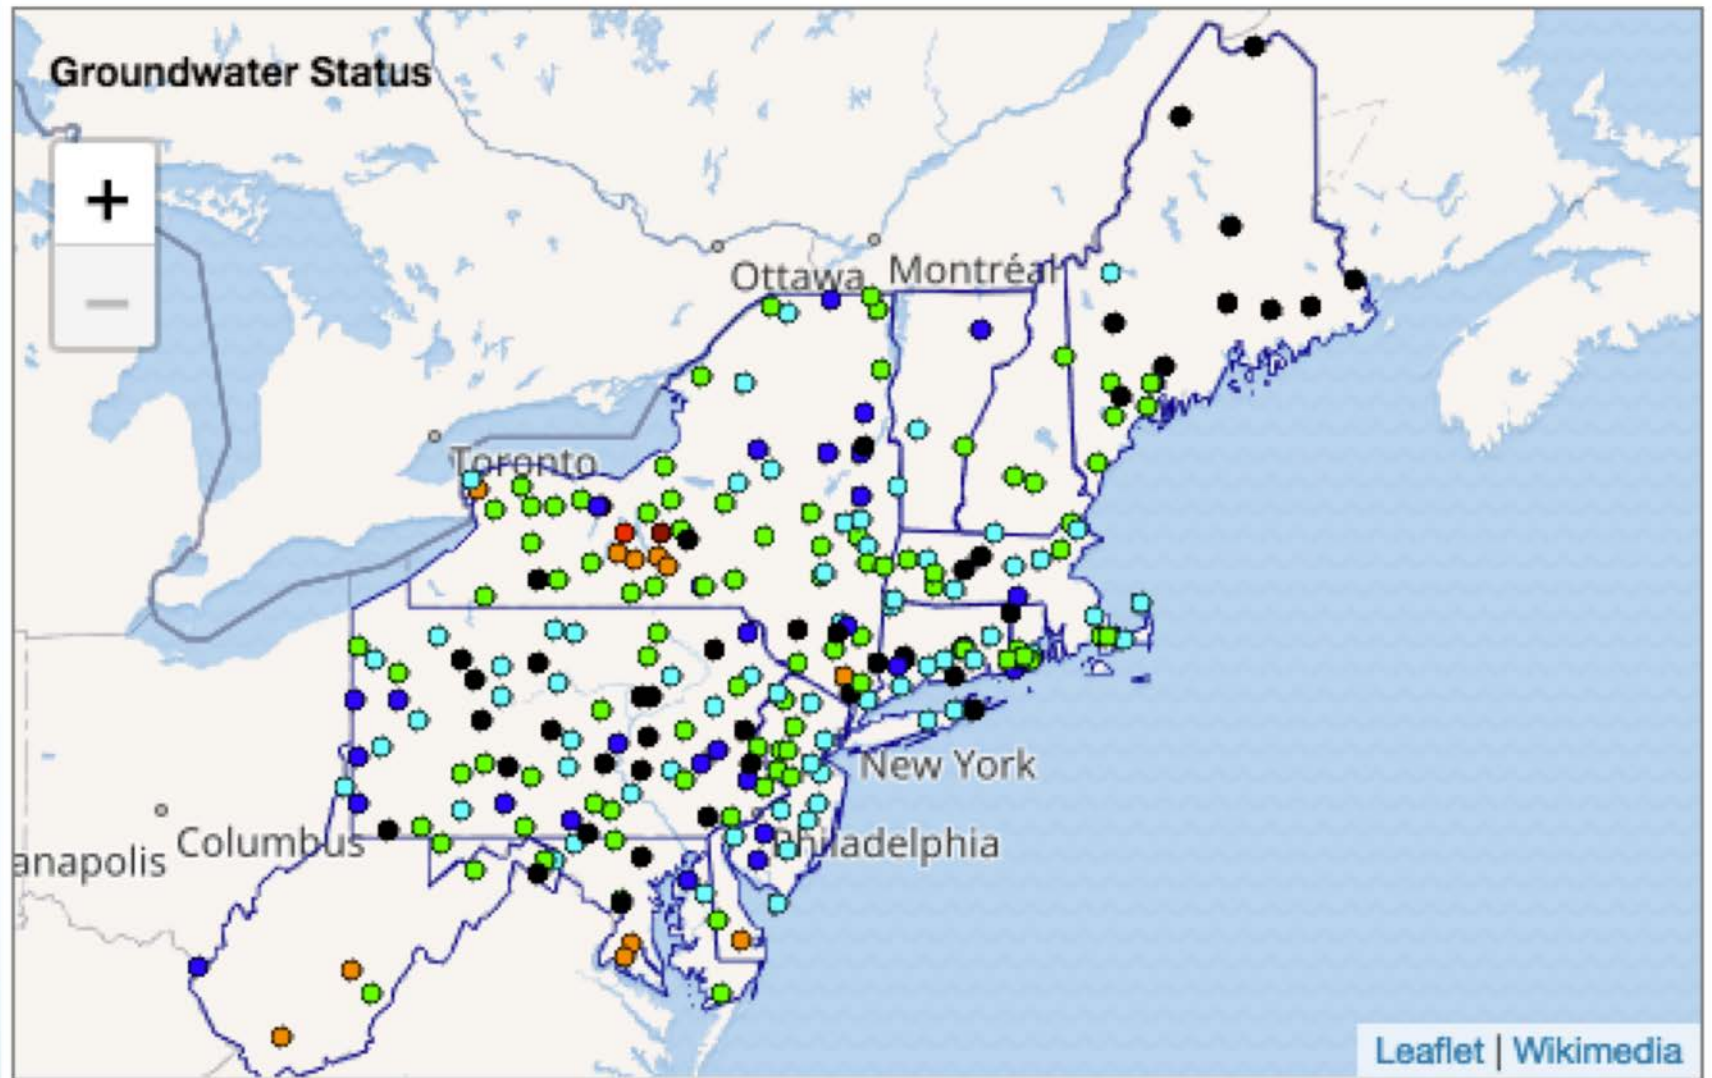 Groundwater Status
+
−
Ottawa
Montréal
Toronto
New York
Philadelphia
Columbus
anapolis
Leaflet | Wikimedia